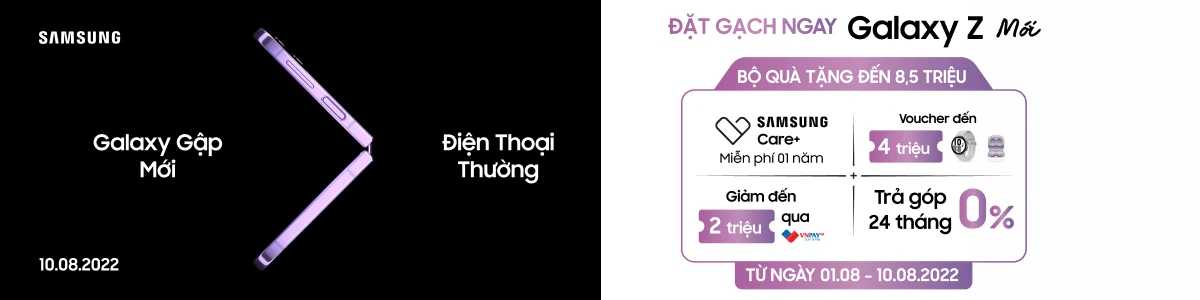 SAMSUNG
Galaxy Gập
Mới
Điện Thoại
Thường
10.08.2022
ĐẶT GẠCH NGAY Galaxy Z Mới
BỘ QUÀ TẶNG ĐẾN 8,5 TRIỆU
SAMSUNG
Care+
Miễn phí 01 năm
Voucher đến
4 triệu
+
Giảm đến
2 triệu
qua
VNPAY
Trả góp
24 tháng
0%
TỪ NGÀY 01.08 - 10.08.2022